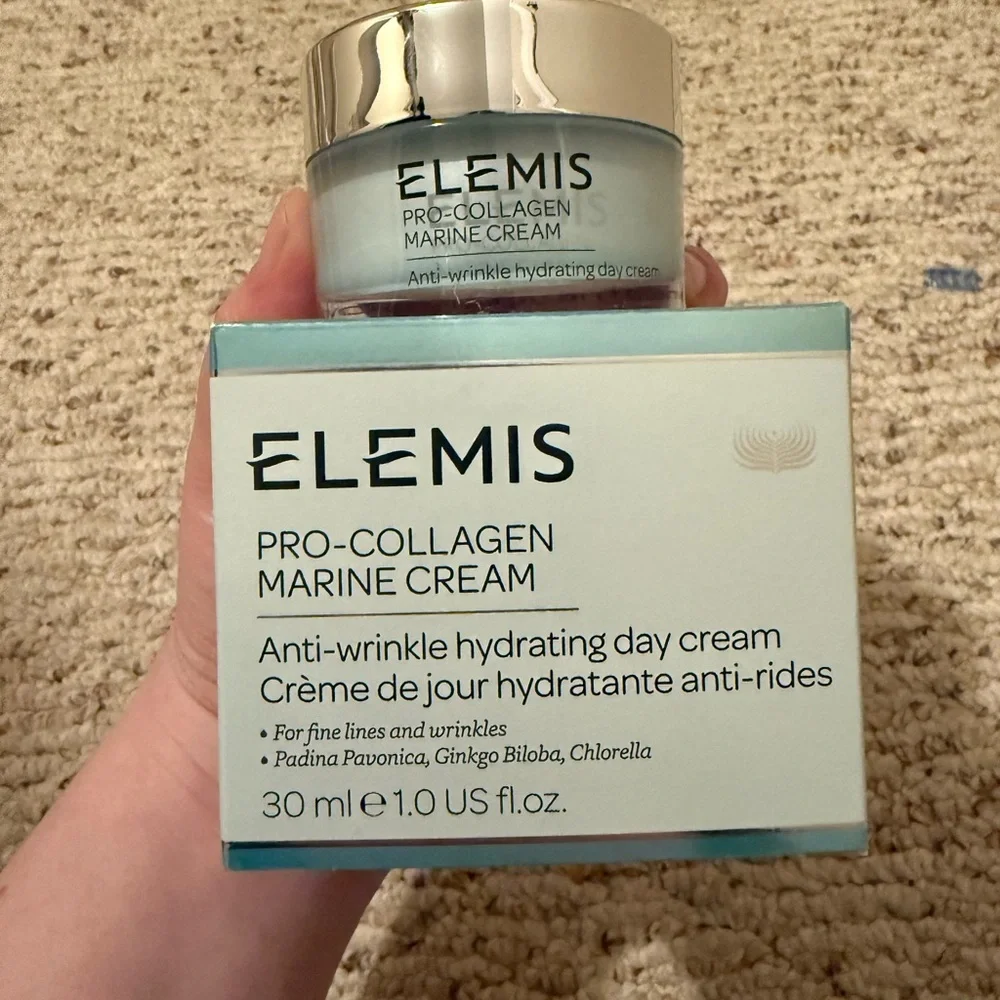 ELEMIS
PRO-COLLAGEN
MARINE CREAM
Anti-wrinkle hydrating day cream
ELEMIS
PRO-COLLAGEN
MARINE CREAM
Anti-wrinkle hydrating day cream
Crème de jour hydratante anti-rides
• For fine lines and wrinkles
• Padina Pavonica, Ginkgo Biloba, Chlorella
30 ml ℮ 1.0 US fl.oz.